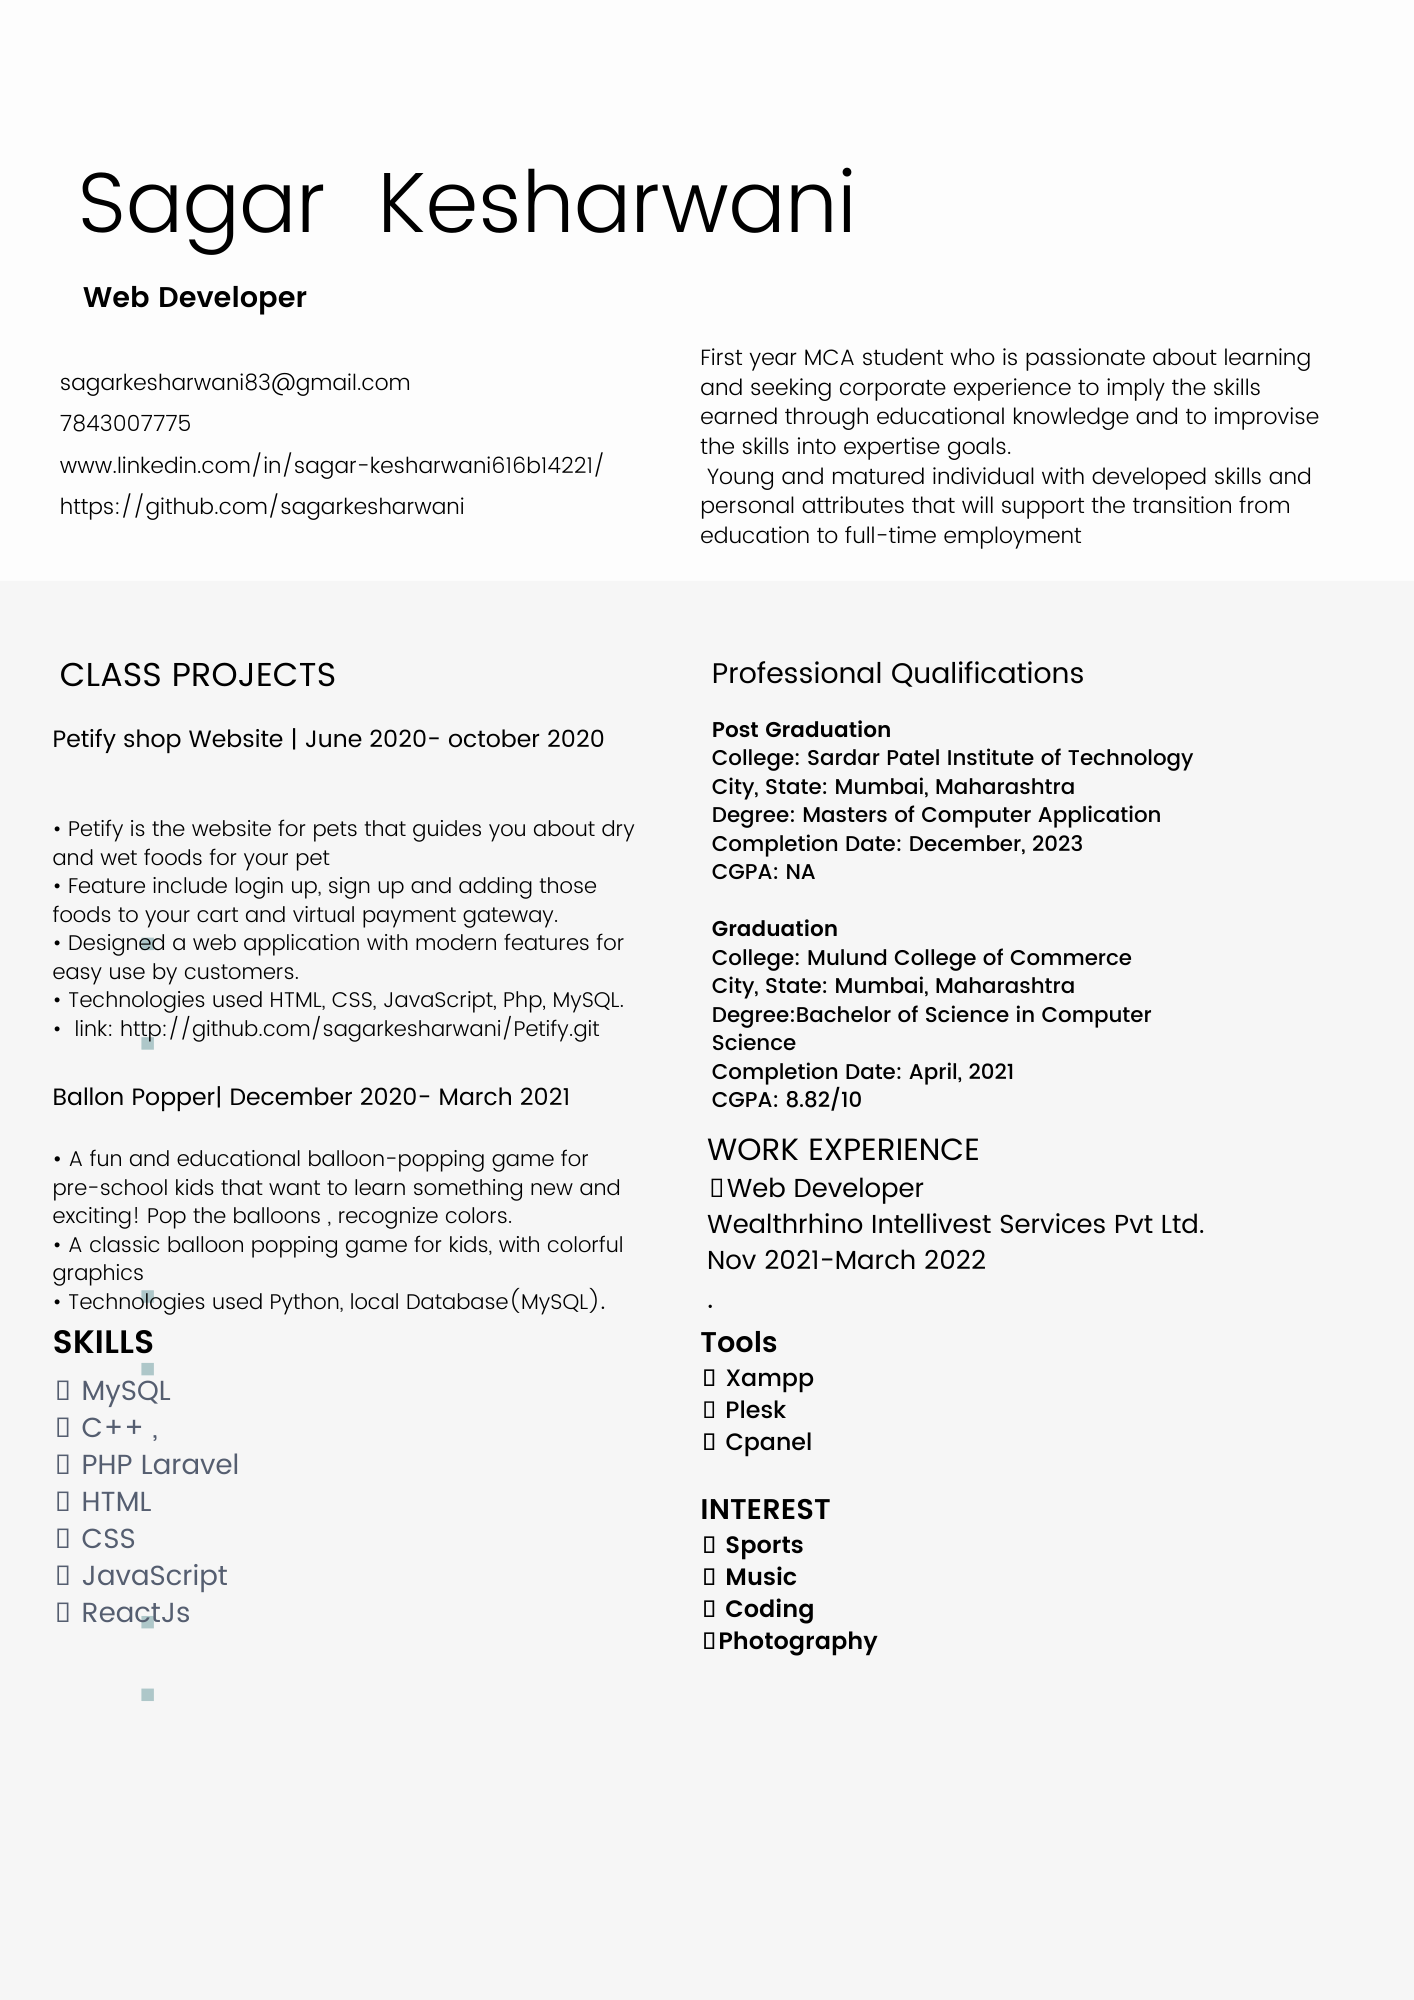 Sagar Kesharwani
Web Developer
sagarkesharwani83@gmail.com
7843007775
www.linkedin.com/in/sagar-kesharwani616b14221/
https://github.com/sagarkesharwani
First year MCA student who is passionate about learning
and seeking corporate experience to imply the skills
earned through educational knowledge and to improvise
the skills into expertise goals.
Young and matured individual with developed skills and
personal attributes that will support the transition from
education to full-time employment
CLASS PROJECTS
Petify shop Website | June 2020- october 2020
• Petify is the website for pets that guides you about dry
and wet foods for your pet
• Feature include login up, sign up and adding those
foods to your cart and virtual payment gateway.
• Designed a web application with modern features for
easy use by customers.
• Technologies used HTML, CSS, JavaScript, Php, MySQL.
• link: http://github.com/sagarkesharwani/Petify.git
Ballon Popper| December 2020- March 2021
• A fun and educational balloon-popping game for
pre-school kids that want to learn something new and
exciting! Pop the balloons , recognize colors.
• A classic balloon popping game for kids, with colorful
graphics
• Technologies used Python, local Database(MySQL).
SKILLS
▯ MySQL
▯ C++ ,
▯ PHP Laravel
▯ HTML
▯ CSS
▯ JavaScript
▯ ReactJs
Professional Qualifications
Post Graduation
College: Sardar Patel Institute of Technology
City, State: Mumbai, Maharashtra
Degree: Masters of Computer Application
Completion Date: December, 2023
CGPA: NA
Graduation
College: Mulund College of Commerce
City, State: Mumbai, Maharashtra
Degree:Bachelor of Science in Computer
Science
Completion Date: April, 2021
CGPA: 8.82/10
WORK EXPERIENCE
▯Web Developer
Wealthrhino Intellivest Services Pvt Ltd.
Nov 2021-March 2022
.
Tools
▯ Xampp
▯ Plesk
▯ Cpanel
INTEREST
▯ Sports
▯ Music
▯ Coding
▯Photography